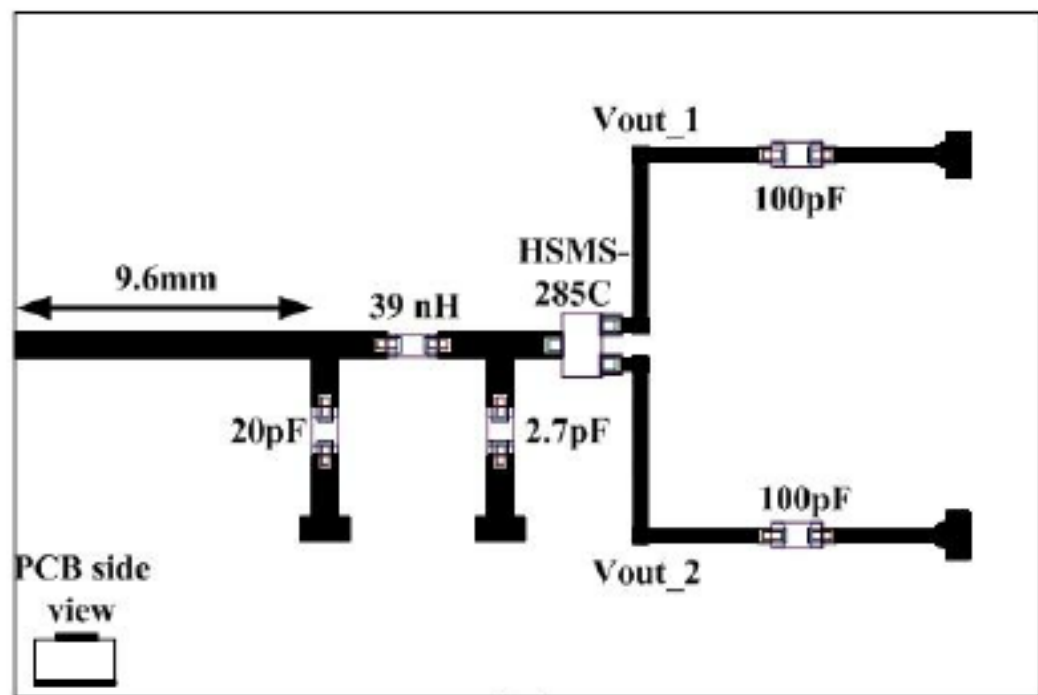 Vout_1
100pF
HSMS-
285C
9.6mm
39 nH
20pF
2.7pF
100pF
Vout_2
PCB side
view